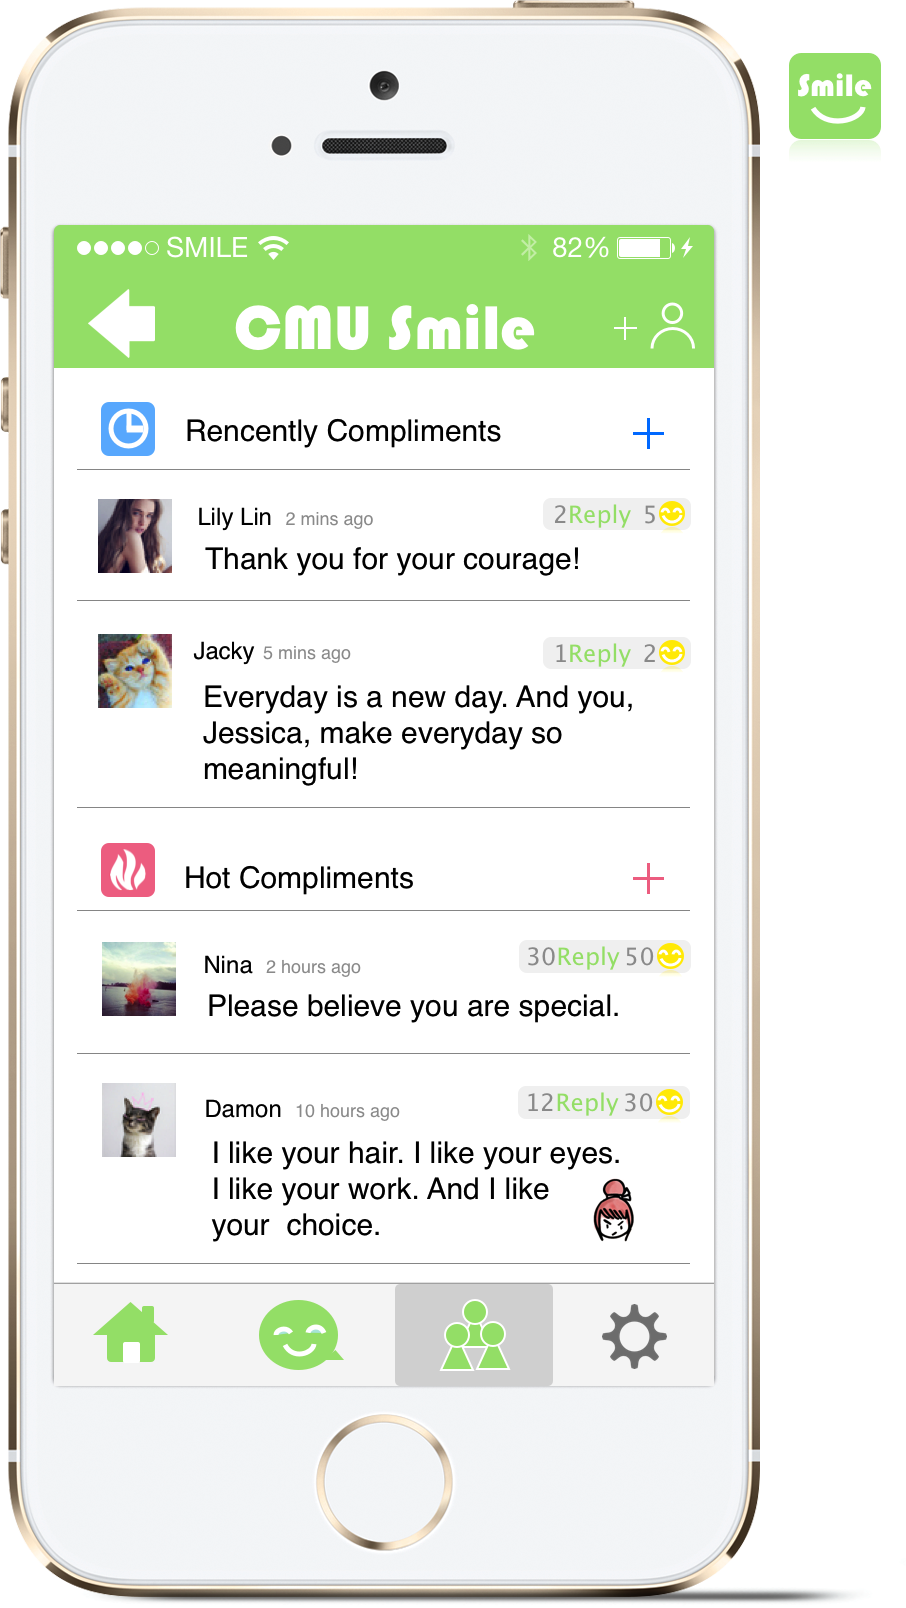 Smile
SMILE 82%
CMU Smile
Rencently Compliments
Lily Lin 2 mins ago 2Reply 5
Thank you for your courage!
Jacky 5 mins ago 1Reply 2
Everyday is a new day. And you,
Jessica, make everyday so
meaningful!
Hot Compliments
Nina 2 hours ago 30Reply 50
Please believe you are special.
Damon 10 hours ago 12Reply 30
I like your hair. I like your eyes.
I like your work. And I like
your choice.